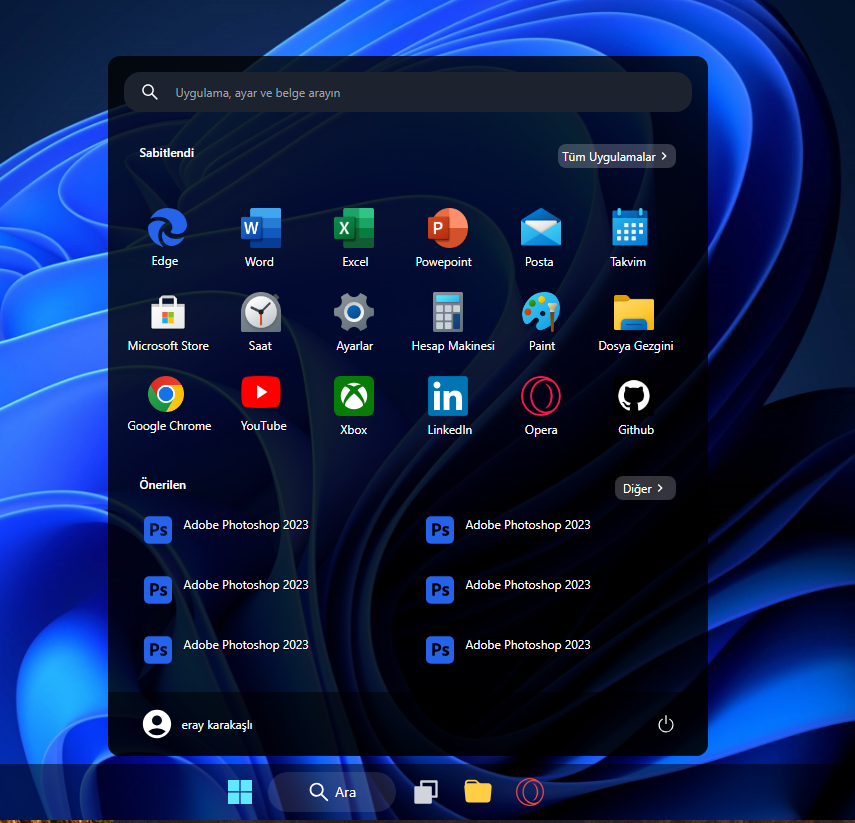 Uygulama, ayar ve belge arayın
Sabitlendi
Tüm Uygulamalar
Edge
Word
Excel
Powepoint
Posta
Takvim
Microsoft Store
Saat
Ayarlar
Hesap Makinesi
Paint
Dosya Gezgini
Google Chrome
YouTube
Xbox
LinkedIn
Opera
Github
Önerilen
Diğer
Ps Adobe Photoshop 2023
Ps Adobe Photoshop 2023
Ps Adobe Photoshop 2023
Ps Adobe Photoshop 2023
Ps Adobe Photoshop 2023
Ps Adobe Photoshop 2023
eray karakaşlı
Ara